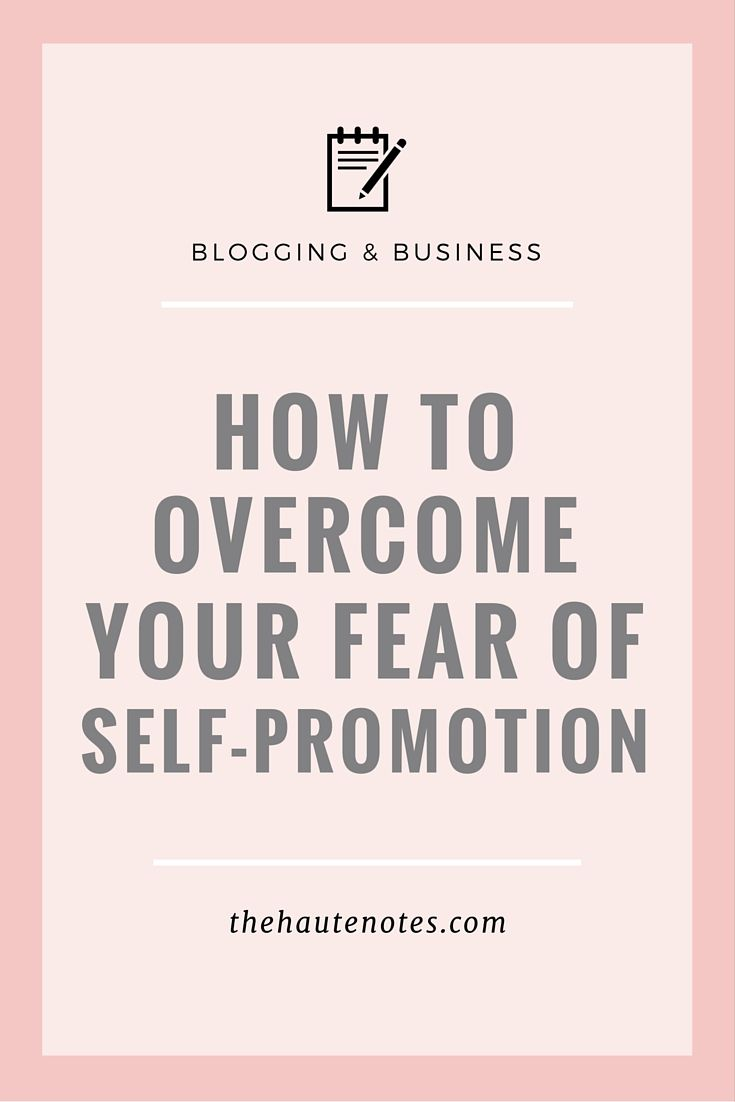 BLOGGING & BUSINESS
HOW TO
OVERCOME
YOUR FEAR OF
SELF-PROMOTION
thehautenotes.com